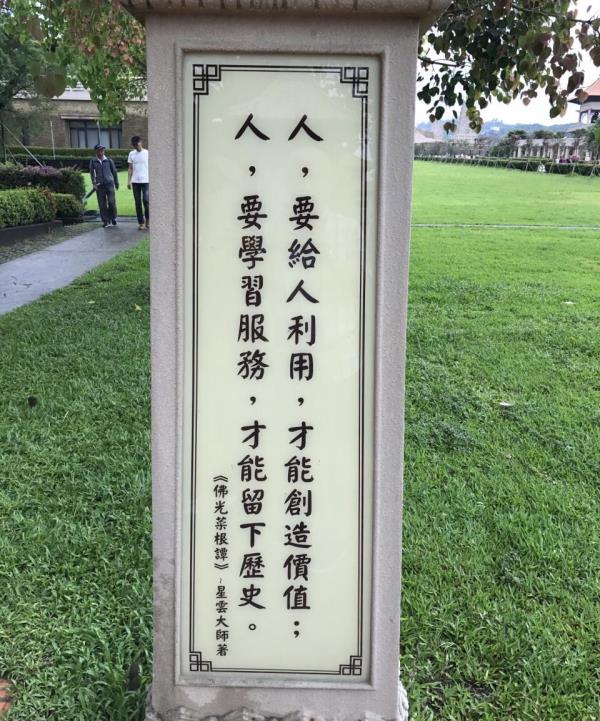 人，要給人利用，才能創造價值；
人，要學習服務，才能留下歷史。
《佛光菜根譚》~星雲大師著